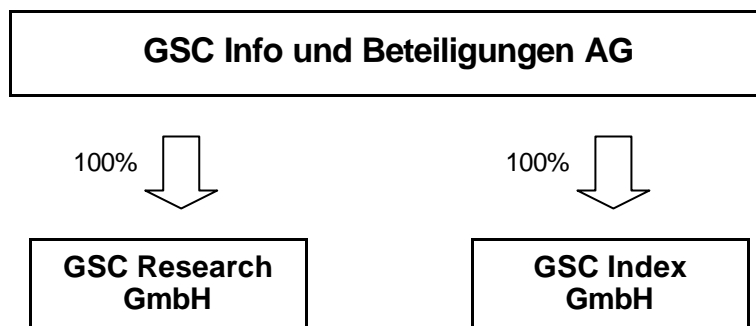 GSC Info und Beteiligungen AG
100%
100%
GSC Research
GmbH
GSC Index
GmbH